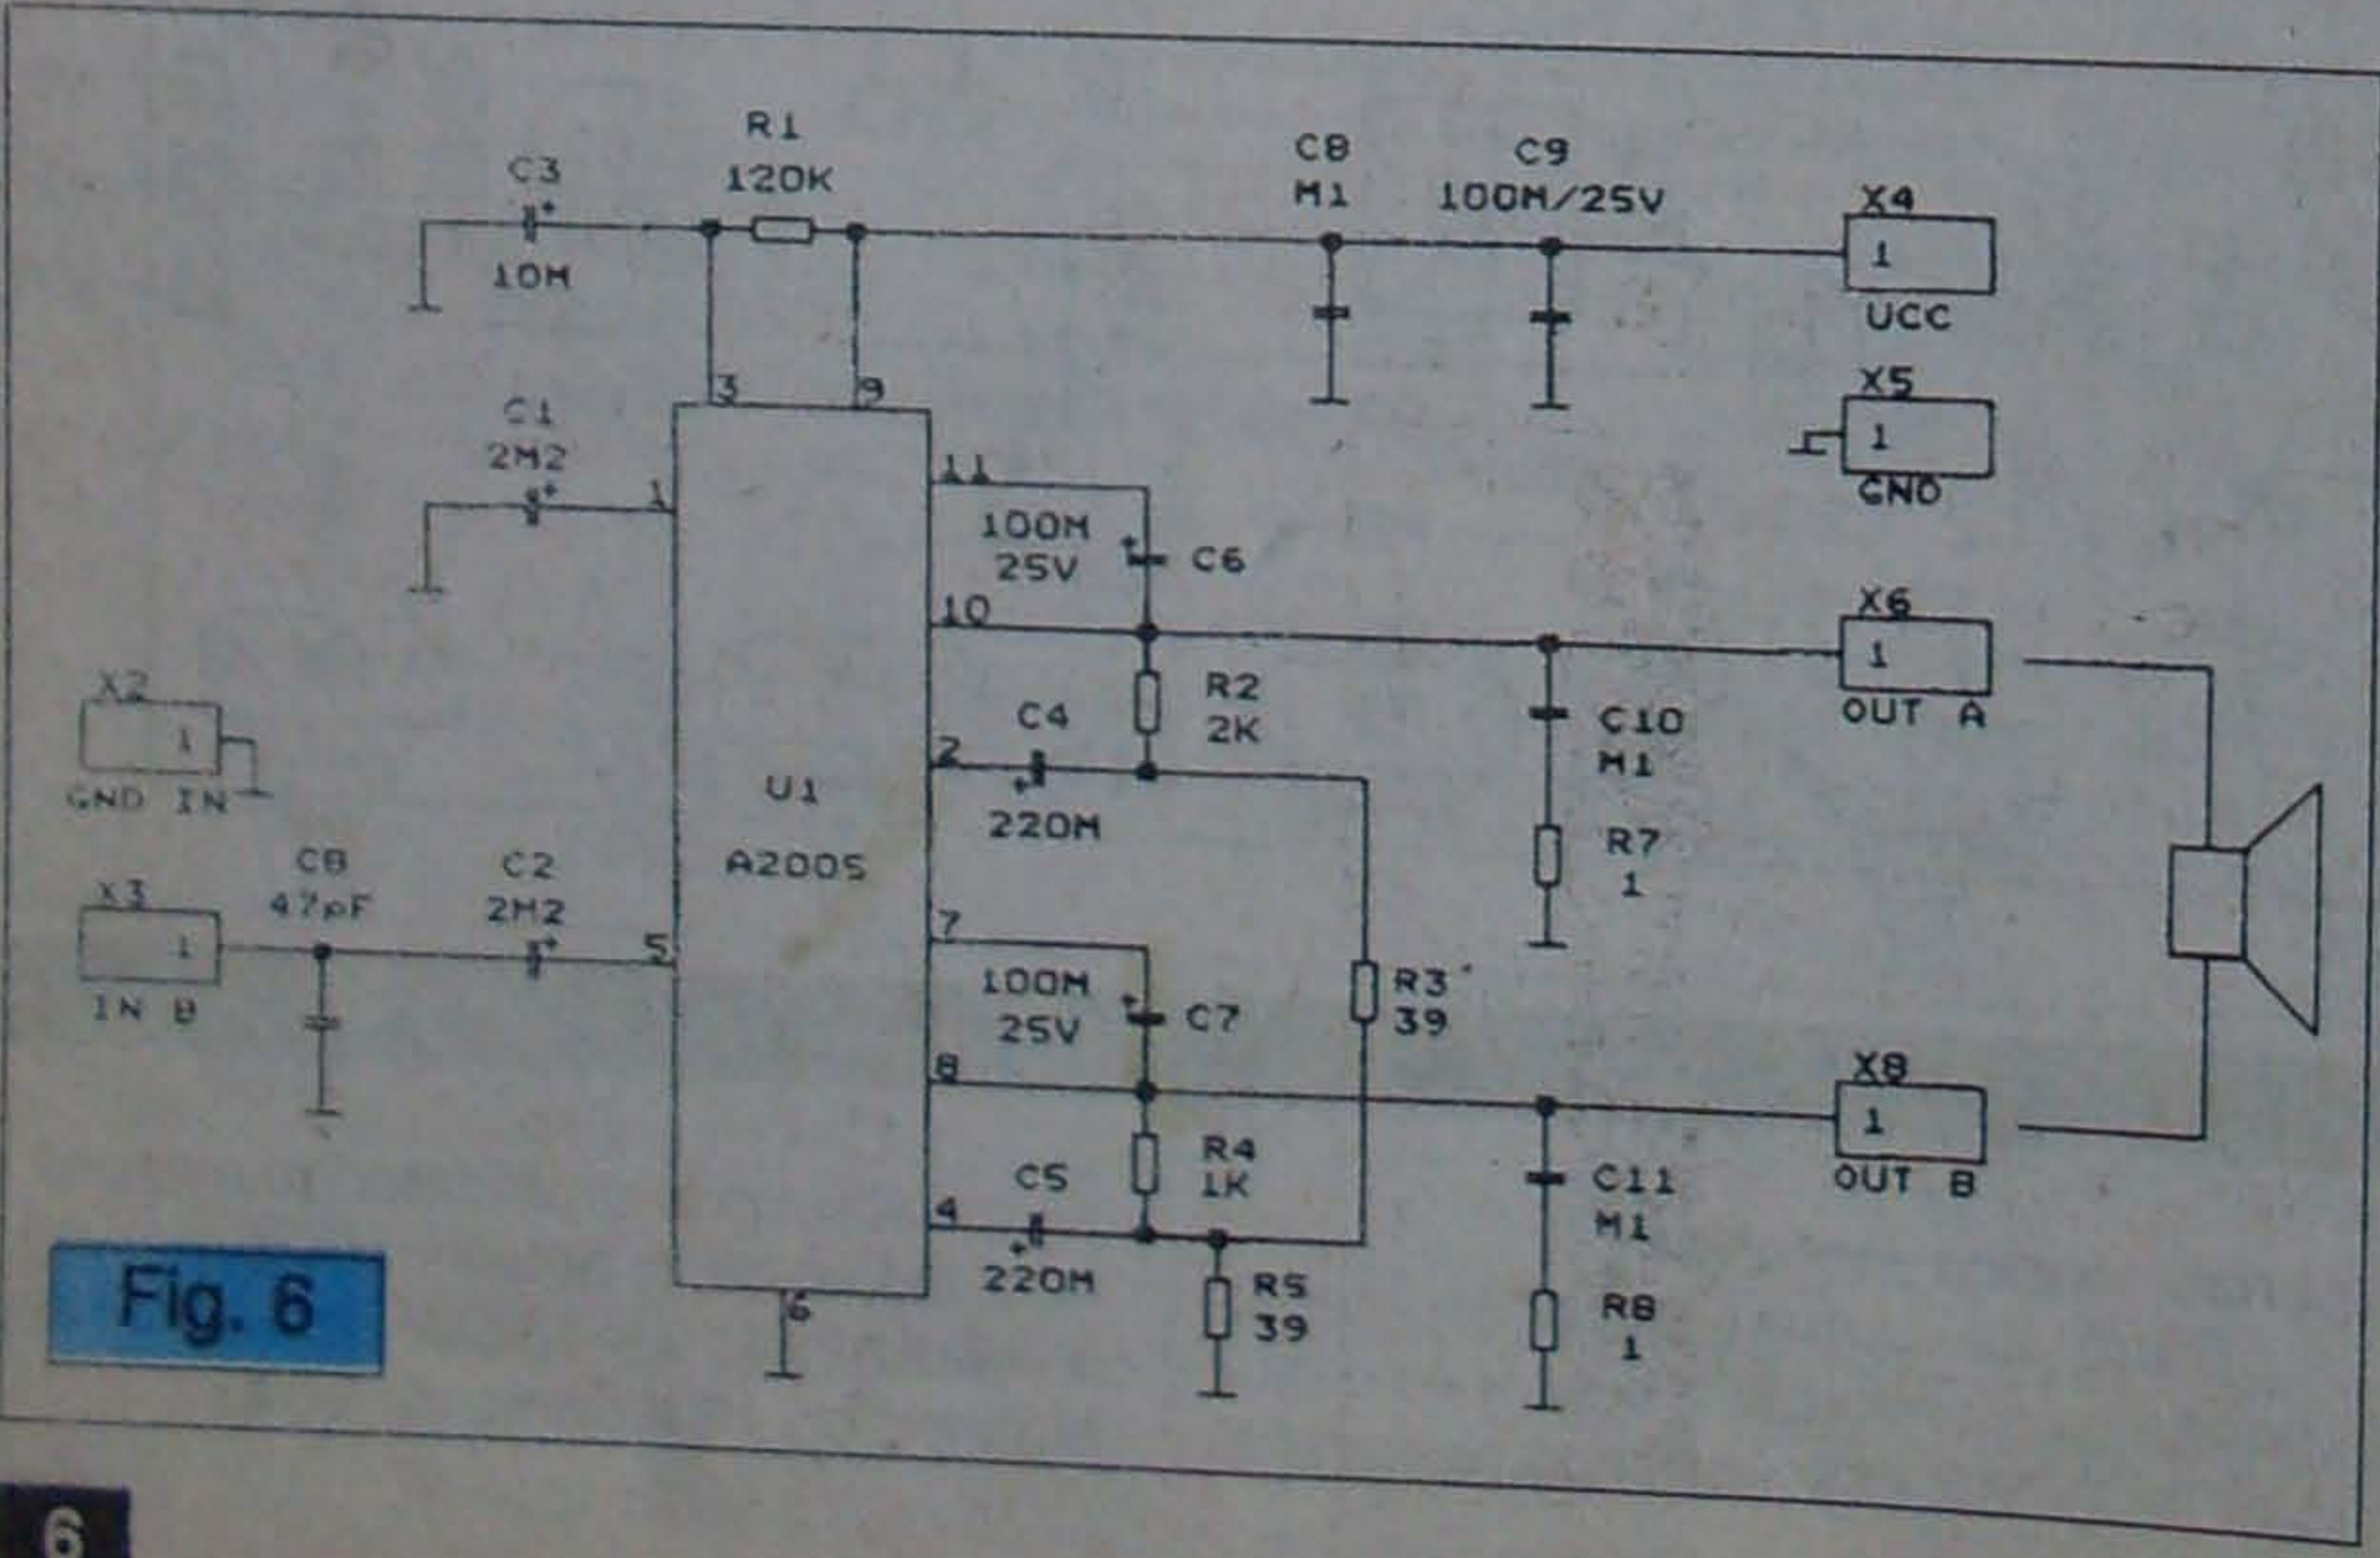 R1
120K
C3
10M
C8
M1
C9
100M/25V
X4
1
UCC
X5
1
GND
3
9
C1
2M2
1
11
100M
25V
C6
10
X6
1
OUT A
R2
2K
C10
M1
R7
1
X2
1
GND IN
2
C4
220M
U1
A2005
X3
1
IN B
C8
47pF
C2
2M2
5
7
100M
25V
C7
R3
39
8
X8
1
OUT B
R4
1K
C11
M1
4
C5
220M
R5
39
R8
1
6
Fig. 6
6